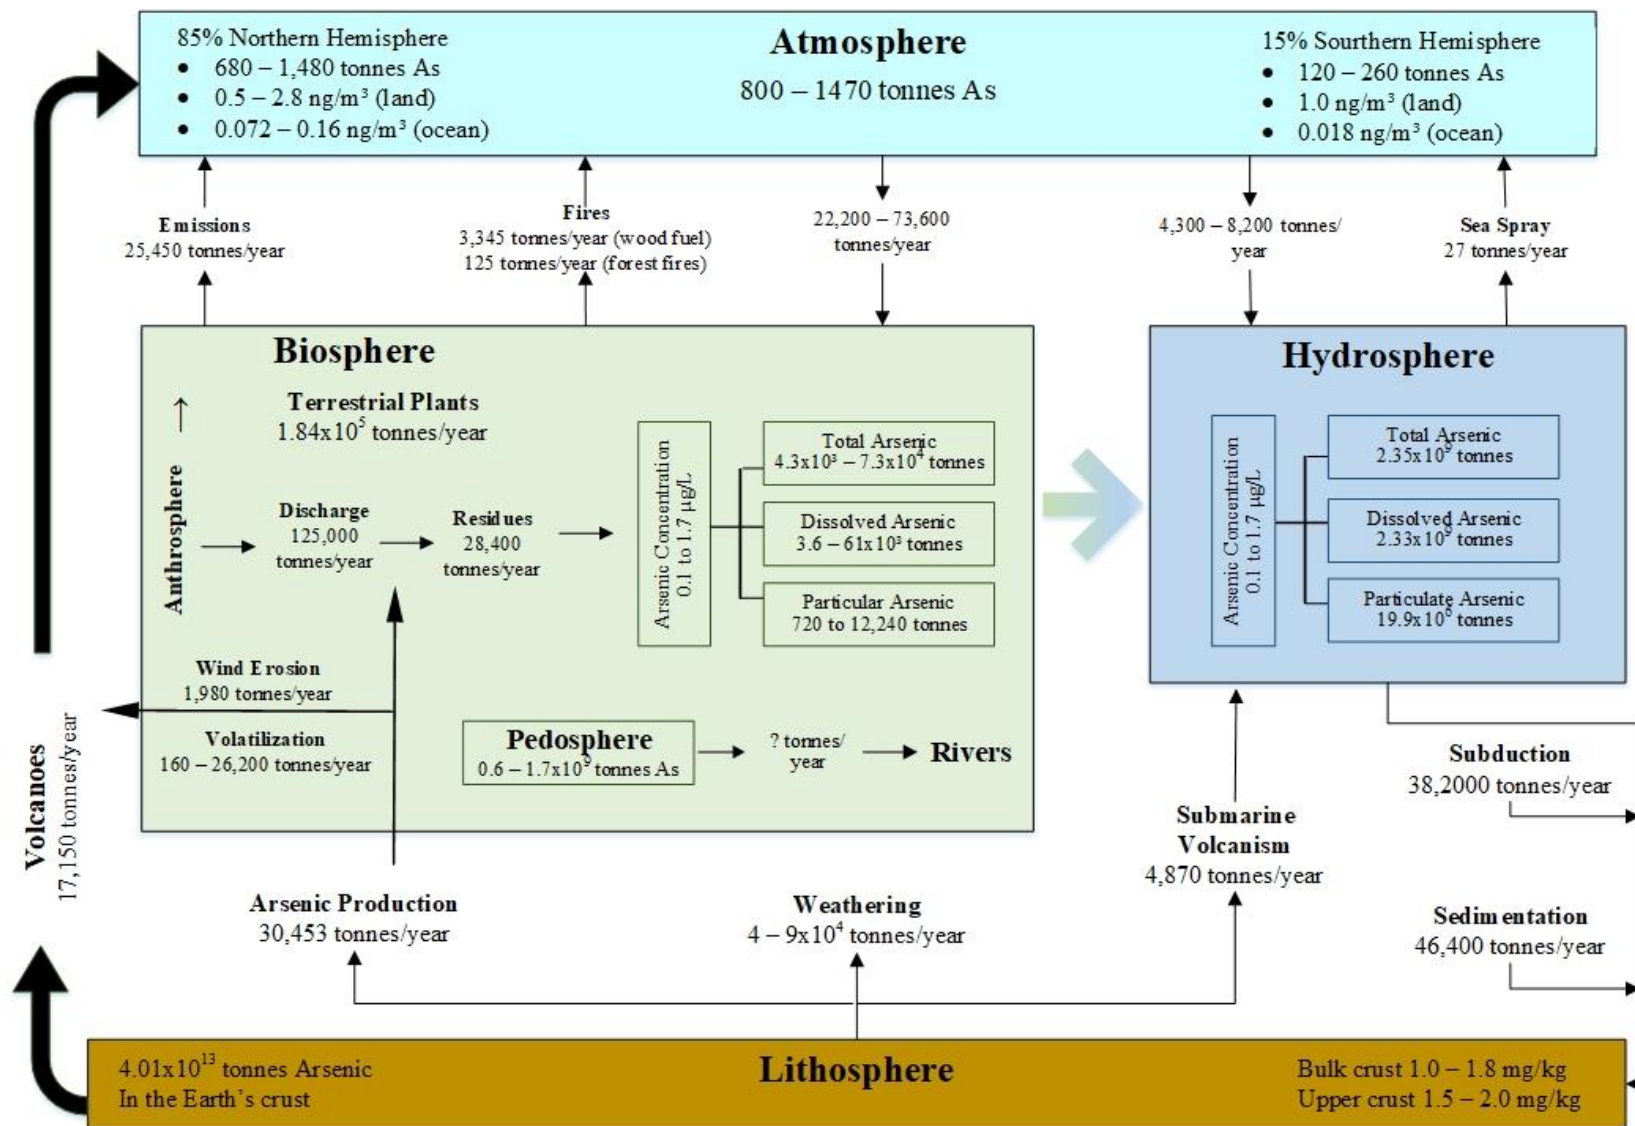 Atmosphere
800 – 1470 tonnes As
85% Northern Hemisphere
• 680 – 1,480 tonnes As
• 0.5 – 2.8 ng/m³ (land)
• 0.072 – 0.16 ng/m³ (ocean)
15% Sourthern Hemisphere
• 120 – 260 tonnes As
• 1.0 ng/m³ (land)
• 0.018 ng/m³ (ocean)
Emissions
25,450 tonnes/year
Fires
3,345 tonnes/year (wood fuel)
125 tonnes/year (forest fires)
22,200 – 73,600
tonnes/year
4,300 – 8,200 tonnes/
year
Sea Spray
27 tonnes/year
Biosphere
Terrestrial Plants
1.84x10⁵ tonnes/year
Anthrosphere
Discharge
125,000
tonnes/year
Residues
28,400
tonnes/year
Arsenic Concentration
0.1 to 1.7 µg/L
Total Arsenic
4.3x10³ – 7.3x10⁴ tonnes
Dissolved Arsenic
3.6 – 61x10³ tonnes
Particular Arsenic
720 to 12,240 tonnes
Wind Erosion
1,980 tonnes/year
Volatilization
160 – 26,200 tonnes/year
Pedosphere
0.6 – 1.7x10⁹ tonnes As
? tonnes/
year
Rivers
Hydrosphere
Arsenic Concentration
0.1 to 1.7 µg/L
Total Arsenic
2.35x10⁹ tonnes
Dissolved Arsenic
2.33x10⁹ tonnes
Particulate Arsenic
19.9x10⁶ tonnes
Volcanoes
17,150 tonnes/year
Subduction
38,2000 tonnes/year
Submarine
Volcanism
4,870 tonnes/year
Arsenic Production
30,453 tonnes/year
Weathering
4 – 9x10⁴ tonnes/year
Sedimentation
46,400 tonnes/year
Lithosphere
4.01x10¹³ tonnes Arsenic
In the Earth's crust
Bulk crust 1.0 – 1.8 mg/kg
Upper crust 1.5 – 2.0 mg/kg